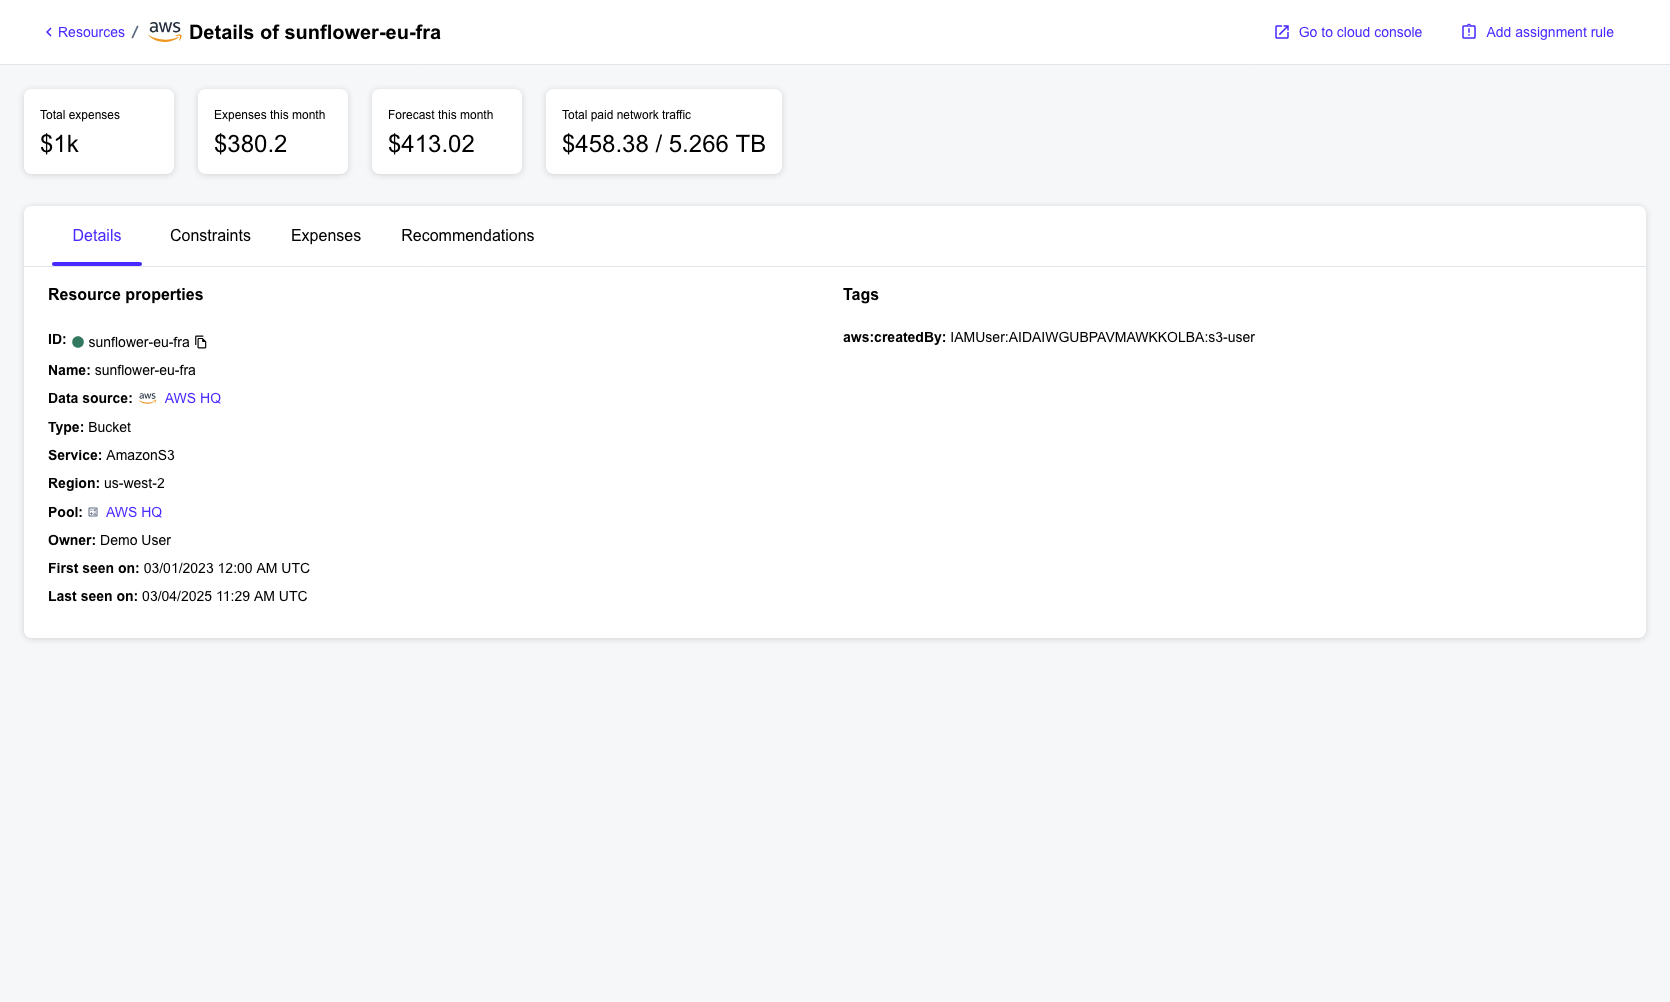 Resources / aws Details of sunflower-eu-fra
Go to cloud console
Add assignment rule
Total expenses
$1k
Expenses this month
$380.2
Forecast this month
$413.02
Total paid network traffic
$458.38 / 5.266 TB
Details
Constraints
Expenses
Recommendations
Resource properties
ID: sunflower-eu-fra
Name: sunflower-eu-fra
Data source: aws AWS HQ
Type: Bucket
Service: AmazonS3
Region: us-west-2
Pool: AWS HQ
Owner: Demo User
First seen on: 03/01/2023 12:00 AM UTC
Last seen on: 03/04/2025 11:29 AM UTC
Tags
aws:createdBy: IAMUser:AIDAIWGUBPAVMAWKKOLBA:s3-user